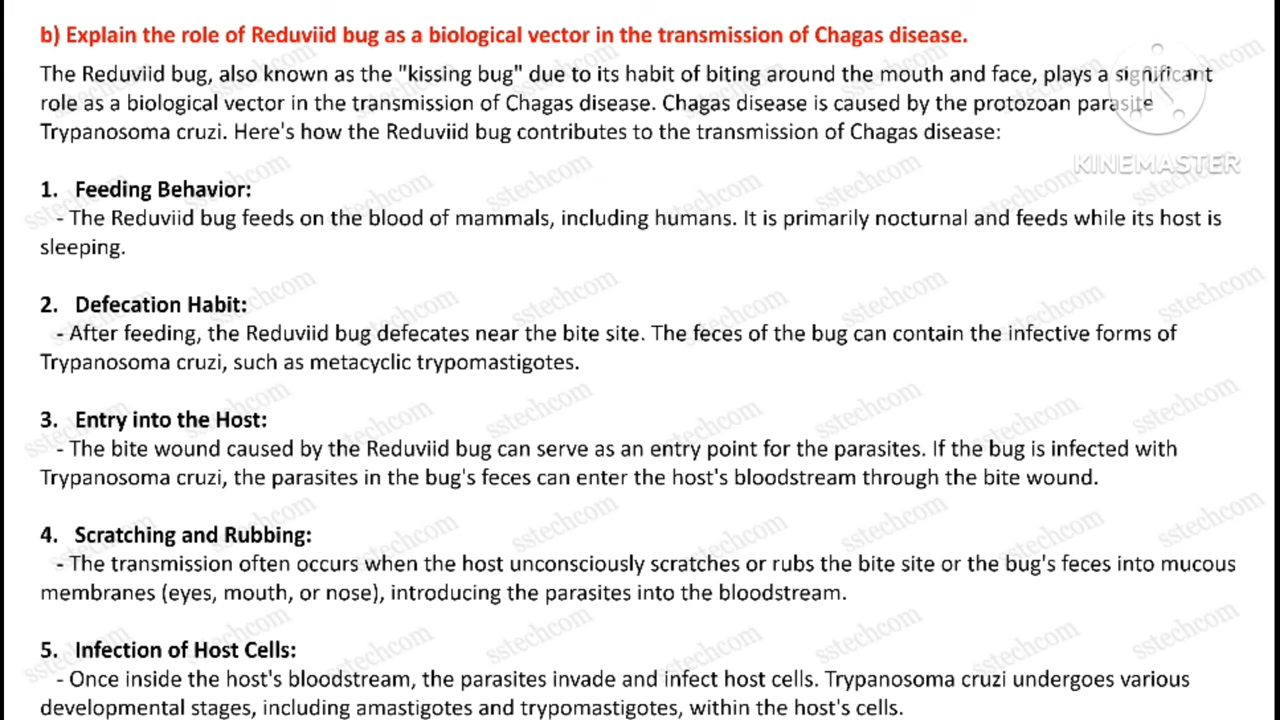 b) Explain the role of Reduviid bug as a biological vector in the transmission of Chagas disease.
The Reduviid bug, also known as the "kissing bug" due to its habit of biting around the mouth and face, plays a significant
role as a biological vector in the transmission of Chagas disease. Chagas disease is caused by the protozoan parasite
Trypanosoma cruzi. Here's how the Reduviid bug contributes to the transmission of Chagas disease:
KINEMASTER
1. Feeding Behavior:
- The Reduviid bug feeds on the blood of mammals, including humans. It is primarily nocturnal and feeds while its host is
sleeping.
2. Defecation Habit:
- After feeding, the Reduviid bug defecates near the bite site. The feces of the bug can contain the infective forms of
Trypanosoma cruzi, such as metacyclic trypomastigotes.
3. Entry into the Host:
- The bite wound caused by the Reduviid bug can serve as an entry point for the parasites. If the bug is infected with
Trypanosoma cruzi, the parasites in the bug's feces can enter the host's bloodstream through the bite wound.
4. Scratching and Rubbing:
- The transmission often occurs when the host unconsciously scratches or rubs the bite site or the bug's feces into mucous
membranes (eyes, mouth, or nose), introducing the parasites into the bloodstream.
5. Infection of Host Cells:
- Once inside the host's bloodstream, the parasites invade and infect host cells. Trypanosoma cruzi undergoes various
developmental stages, including amastigotes and trypomastigotes, within the host's cells.
sstechcom